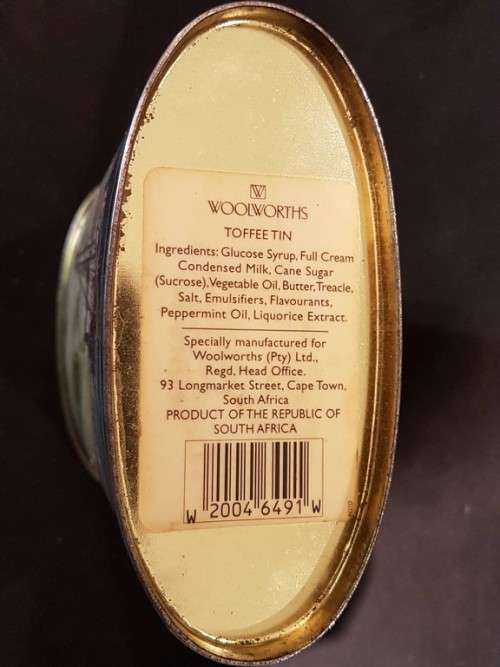 W
WOOLWORTHS
TOFFEE TIN
Ingredients: Glucose Syrup, Full Cream
Condensed Milk, Cane Sugar
(Sucrose), Vegetable Oil, Butter, Treacle,
Salt, Emulsifiers, Flavourants,
Peppermint Oil, Liquorice Extract.
Specially manufactured for
Woolworths (Pty) Ltd.,
Regd, Head Office.
93 Longmarket Street, Cape Town,
South Africa
PRODUCT OF THE REPUBLIC OF
SOUTH AFRICA
W 2004 6491 W